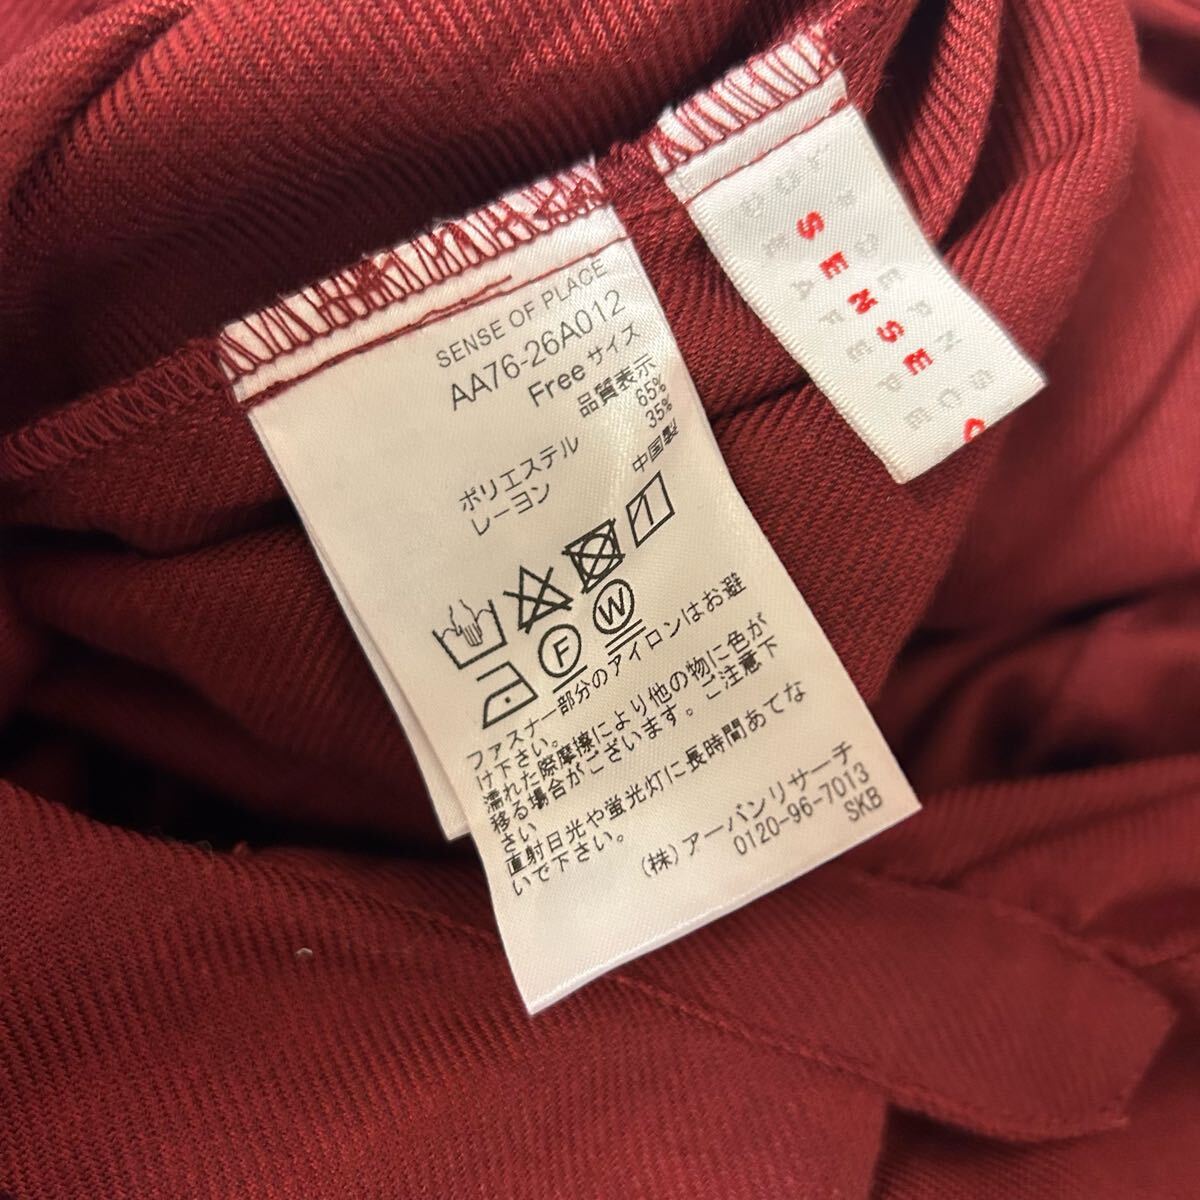 SENSE OF PLACE
AA76-26A012
Freeサイズ
品質表示
ポリエステル 65%
レーヨン 35%
中国製
F
W
ファスナー部分のアイロンはお避
け下さい。
濡れた際摩擦により他の物に色が
移る場合がございます。ご注意下
さい
直射日光や蛍光灯に長時間あてな
いで下さい。
(株)アーバンリサーチ
0120-96-7013
SKB
SENSE